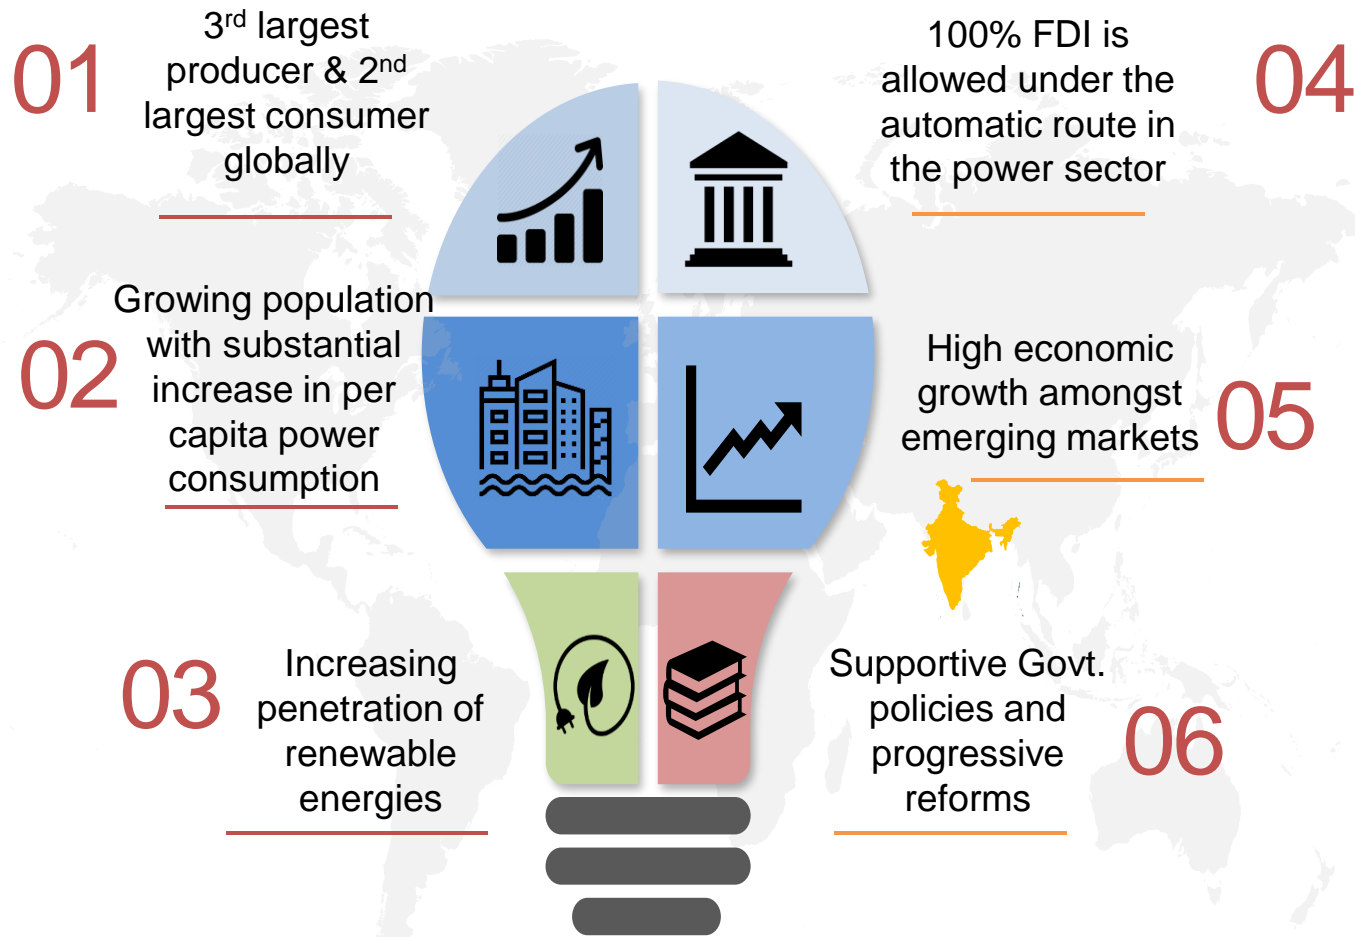 01
3rd largest
producer & 2nd
largest consumer
globally
02
Growing population
with substantial
increase in per
capita power
consumption
03
Increasing
penetration of
renewable
energies
04
100% FDI is
allowed under the
automatic route in
the power sector
05
High economic
growth amongst
emerging markets
06
Supportive Govt.
policies and
progressive
reforms